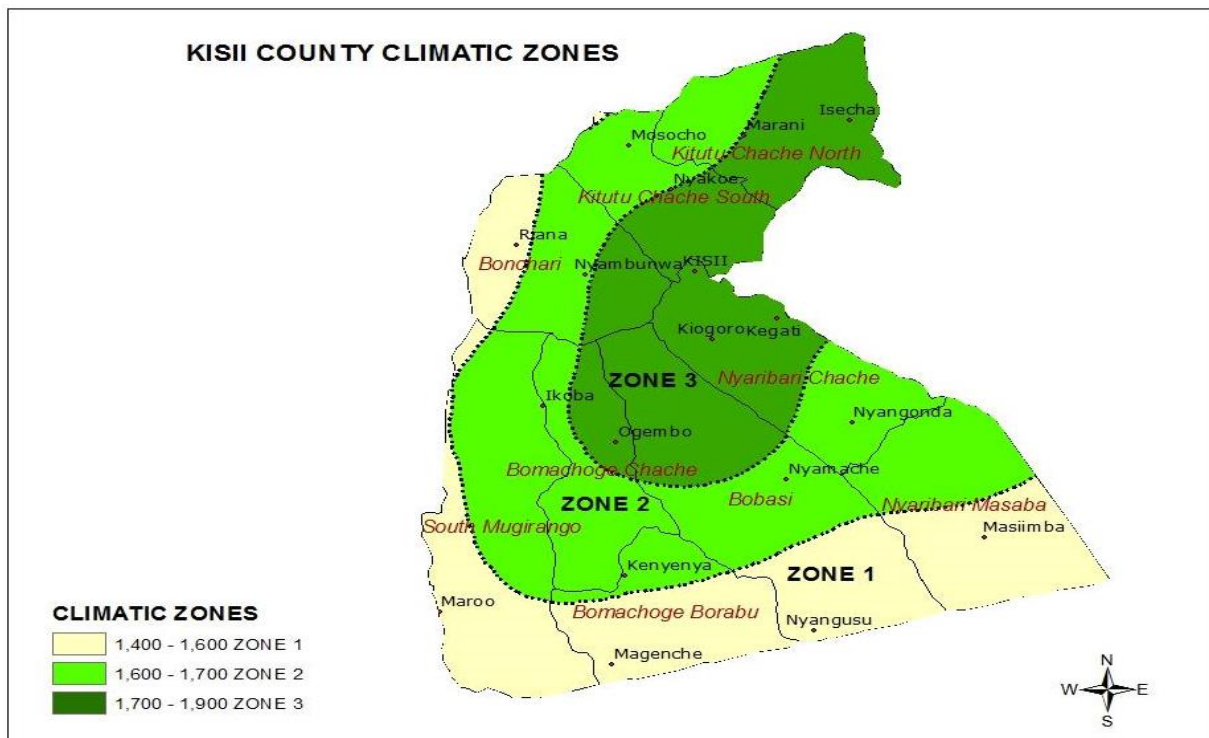 KISII COUNTY CLIMATIC ZONES
Isecha
Marani
Mosocho
Kitutu Chache North
Nyakoe
Kitutu Chache South
Riana
Bonchari
Nyambunwa
KISII
Kiogoro
Kegati
ZONE 3
Nyaribari Chache
Ikoba
Nyangonda
Ogembo
Bomachoge Chache
Nyamache
Bobasi
ZONE 2
Nyaribari Masaba
South Mugirango
Masiimba
Kenyenya
ZONE 1
Maroo
Bomachoge Borabu
Nyangusu
Magenche
CLIMATIC ZONES
1,400 - 1,600 ZONE 1
1,600 - 1,700 ZONE 2
1,700 - 1,900 ZONE 3
N
W
E
S